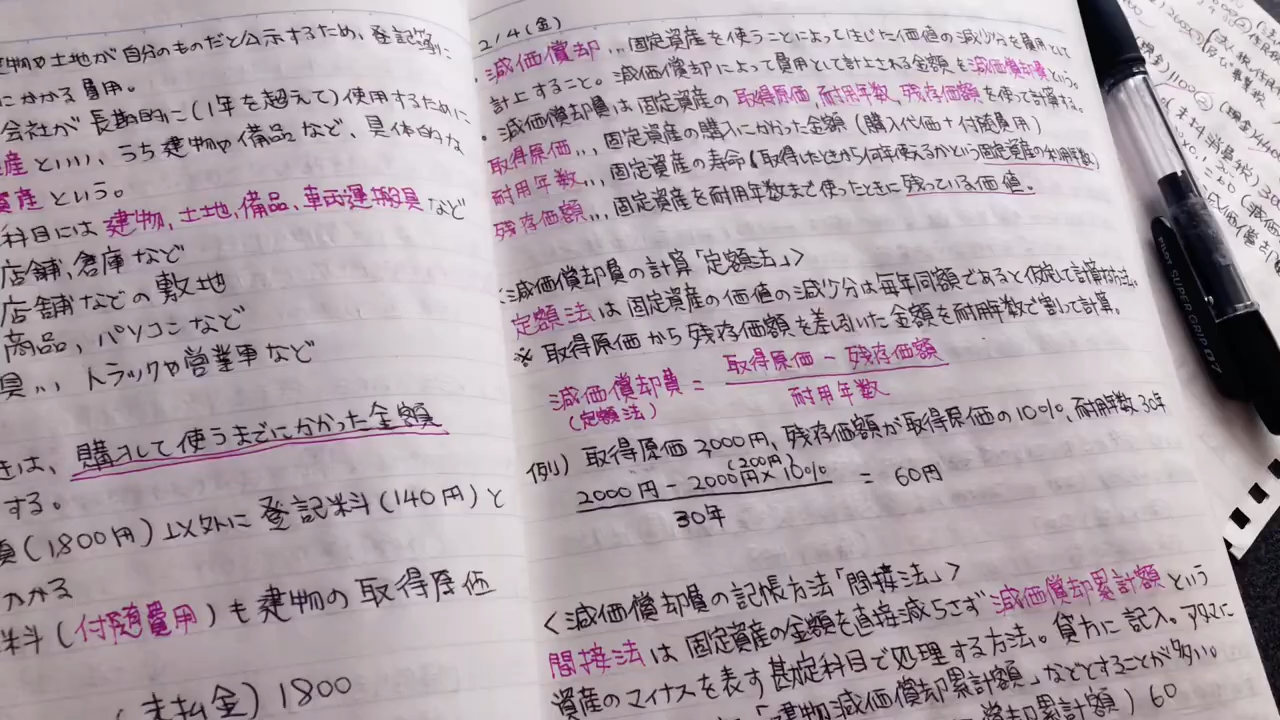 建物や土地が自分のものだと公示するため、登記簿に
にかかる費用。
会社が長期的に(1年を超えて)使用するために
産といい、うち建物や備品など、具体的な
資産という。
科目には建物,土地,備品,車両運搬具など
店舗,倉庫など
店舗などの敷地
商品,パソコンなど
具... トラックや営業車など
は、購入して使うまでにかかった金額
する。
額(1800円)以外に登記料(140円)と
かかる
料(付随費用)も建物の取得原価
(未払金) 1800
2/4(金)
・減価償却...固定資産を使うことによって生じた価値の減少分を費用として
計上すること。減価償却によって費用として計上される金額を減価償却費という。
・減価償却費は固定資産の取得原価,耐用年数,残存価額を使って計算する。
取得原価...固定資産の購入にかかった金額(購入代価+付随費用)
耐用年数...固定資産の寿命(取得したときから何年使えるかという固定資産の利用年数)
残存価額...固定資産を耐用年数まで使ったときに残っている価値。
<減価償却費の計算「定額法」>
定額法は固定資産の価値の減少分は毎年同額であると仮定して計算する方法。
※取得原価から残存価額を差し引いた金額を耐用年数で割って計算。
減価償却費 = 取得原価 - 残存価額
(定額法) 耐用年数
例) 取得原価2000円,残存価額が取得原価の10%,耐用年数30年
(200円)
2000円 - 2000円×10% = 60円
30年
<減価償却費の記帳方法「間接法」>
間接法は固定資産の金額を直接減らさず減価償却累計額という
資産のマイナスを表す勘定科目で処理する方法。貸方に記入。アタマに
「建物減価償却累計額」などとすることが多い。
償却累計額) 60
PILOT SUPER GRIP 0.7